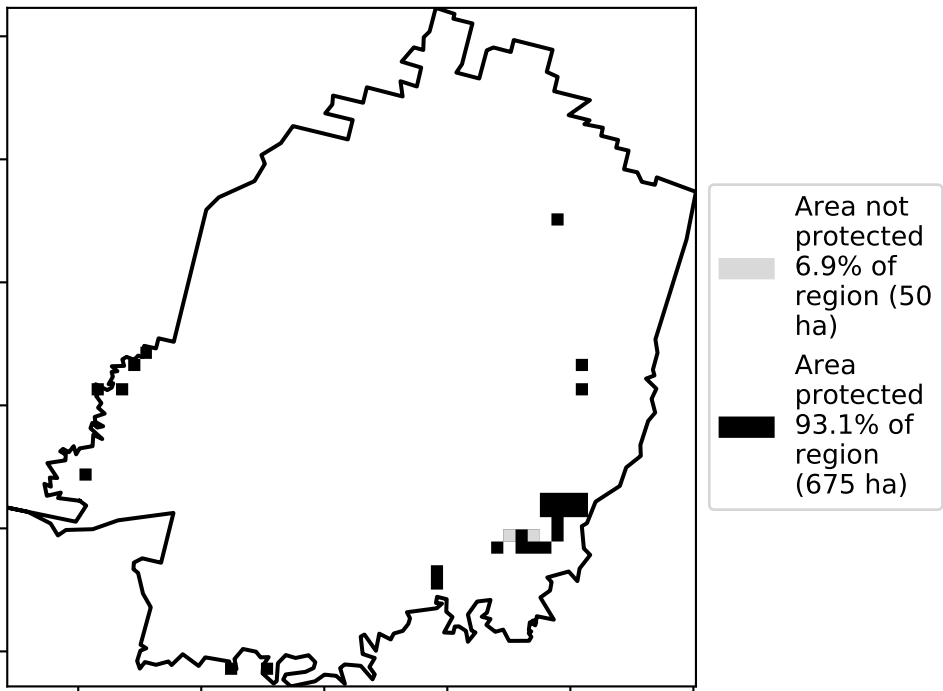 Area not
protected
6.9% of
region (50
ha)
Area
protected
93.1% of
region
(675 ha)